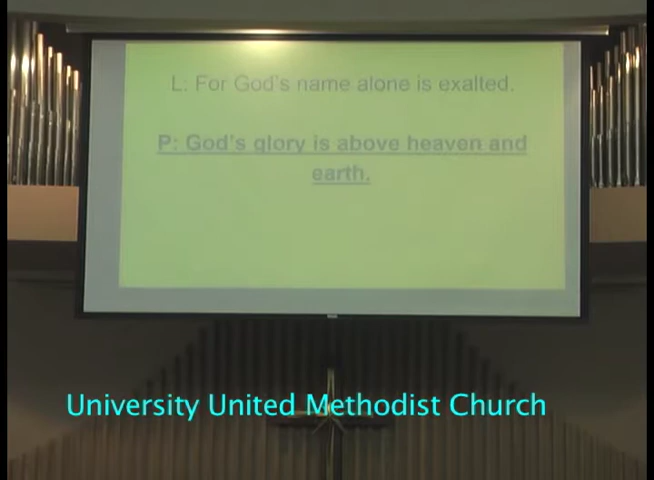 L: For God's name alone is exalted.
P: God's glory is above heaven and
earth.
University United Methodist Church